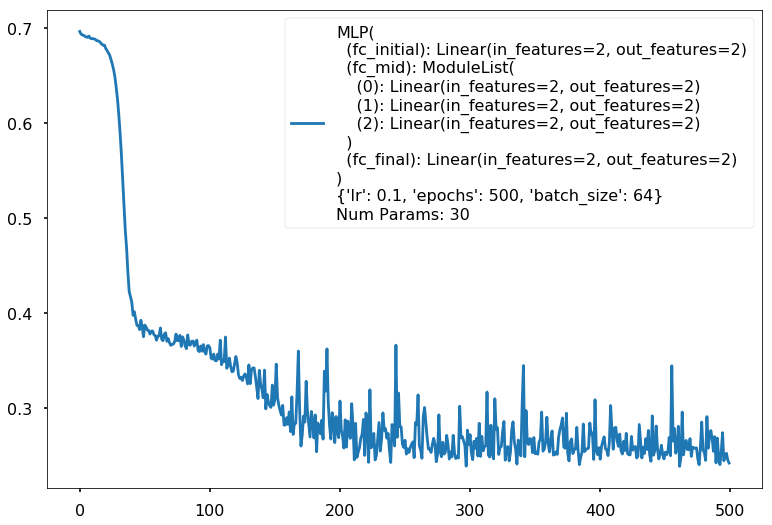 0.7
0.6
0.5
0.4
0.3
MLP(
(fc_initial): Linear(in_features=2, out_features=2)
(fc_mid): ModuleList(
(0): Linear(in_features=2, out_features=2)
(1): Linear(in_features=2, out_features=2)
(2): Linear(in_features=2, out_features=2)
)
(fc_final): Linear(in_features=2, out_features=2)
)
{'lr': 0.1, 'epochs': 500, 'batch_size': 64}
Num Params: 30
0 100 200 300 400 500